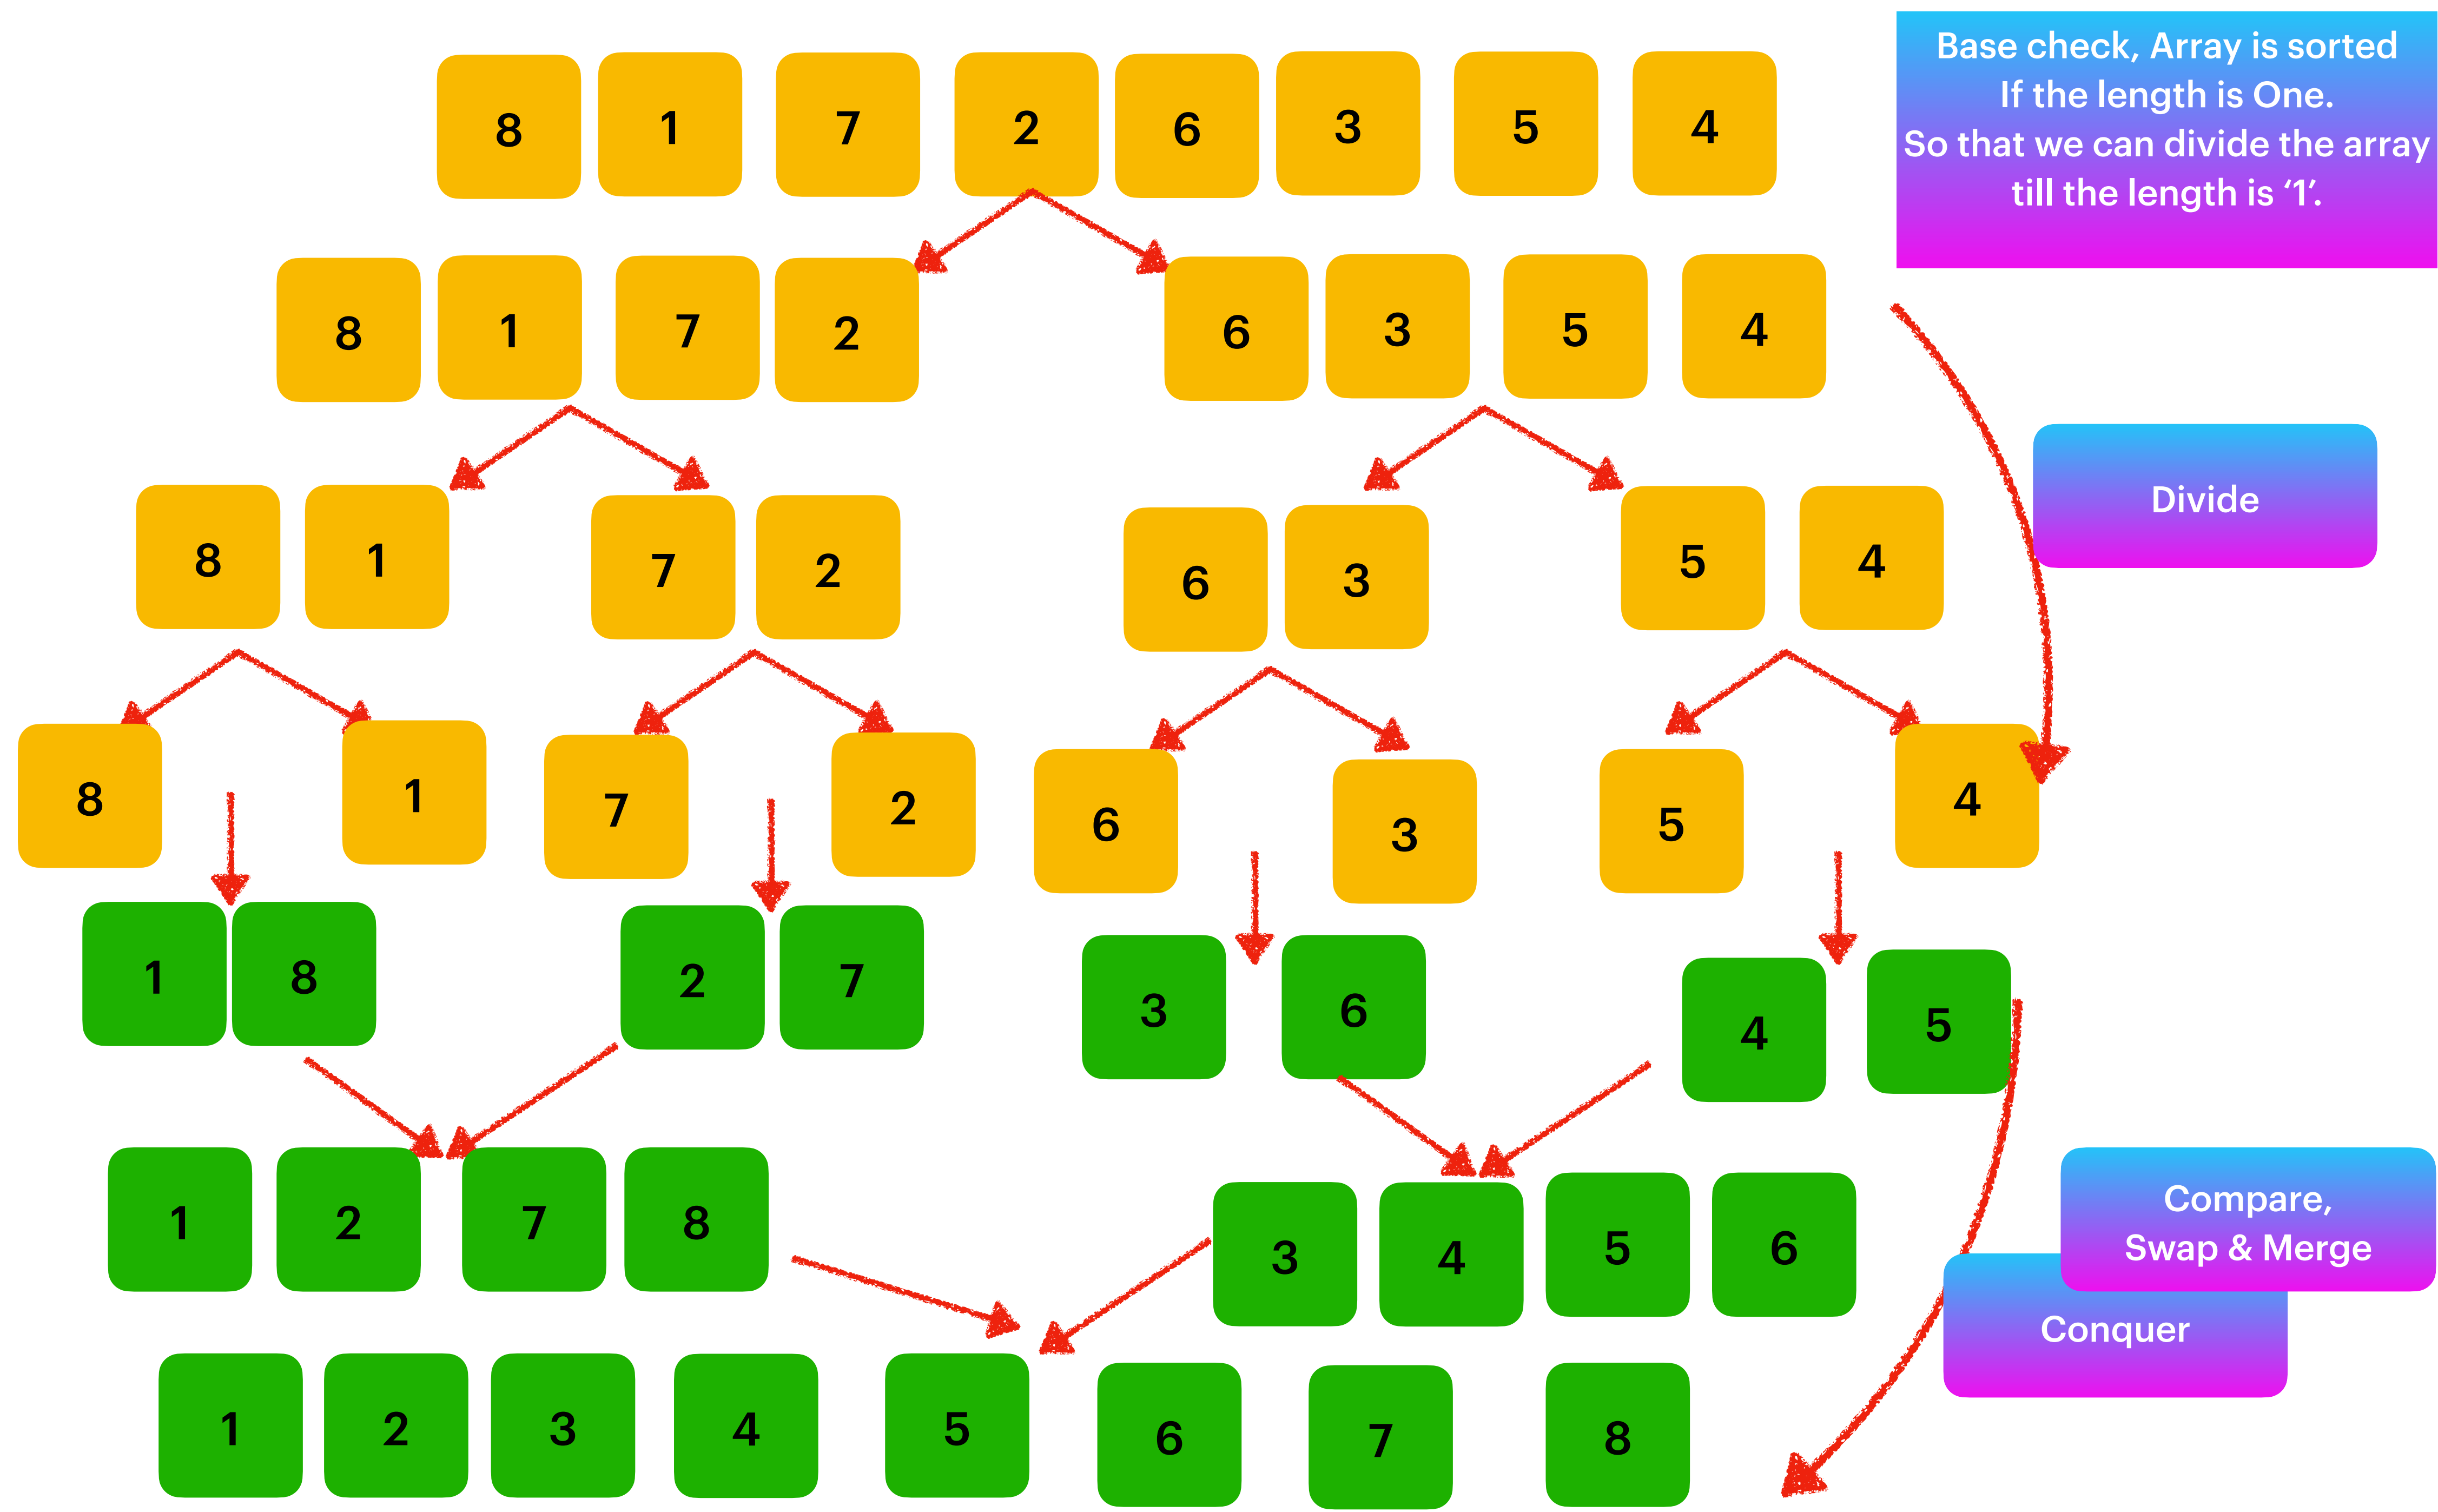 8 1 7 2 6 3 5 4
Base check, Array is sorted
If the length is One.
So that we can divide the array
till the length is ‘1’.
8 1 7 2 6 3 5 4
Divide
8 1 7 2 6 3 5 4
8 1 7 2 6 3 5 4
1 8 2 7 3 6 4 5
1 2 7 8 3 4 5 6
Compare,
Swap & Merge
Conquer
1 2 3 4 5 6 7 8